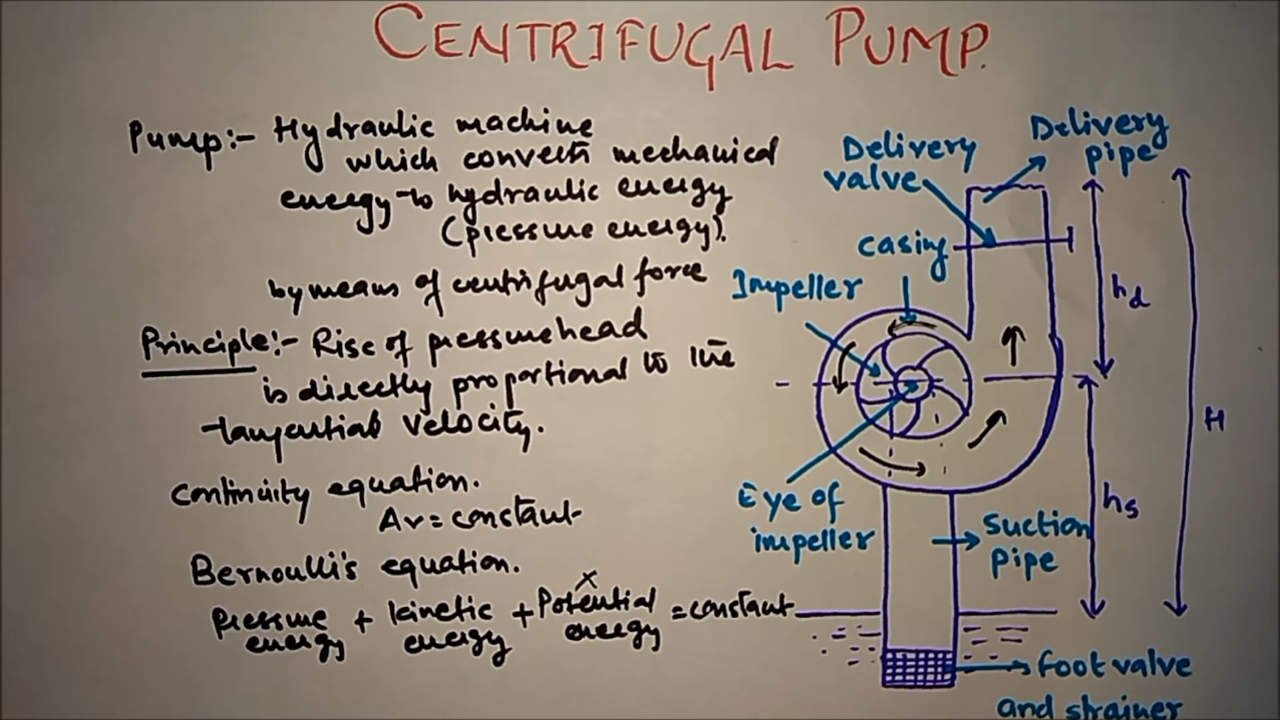 CENTRIFUGAL PUMP.
Pump:- Hydraulic machine
which converts mechanical
energy to hydraulic energy
(pressure energy).
by means of centrifugal force
Principle:- Rise of pressure head
is directly proportional to the
tangential velocity.
Continuity equation.
Av = constant
Bernoulli's equation.
x
Pressure energy + kinetic energy + Potential energy = constant
Delivery pipe
Delivery valve
casing
Impeller
Eye of impeller
Suction pipe
foot valve and strainer
hd
hs
H